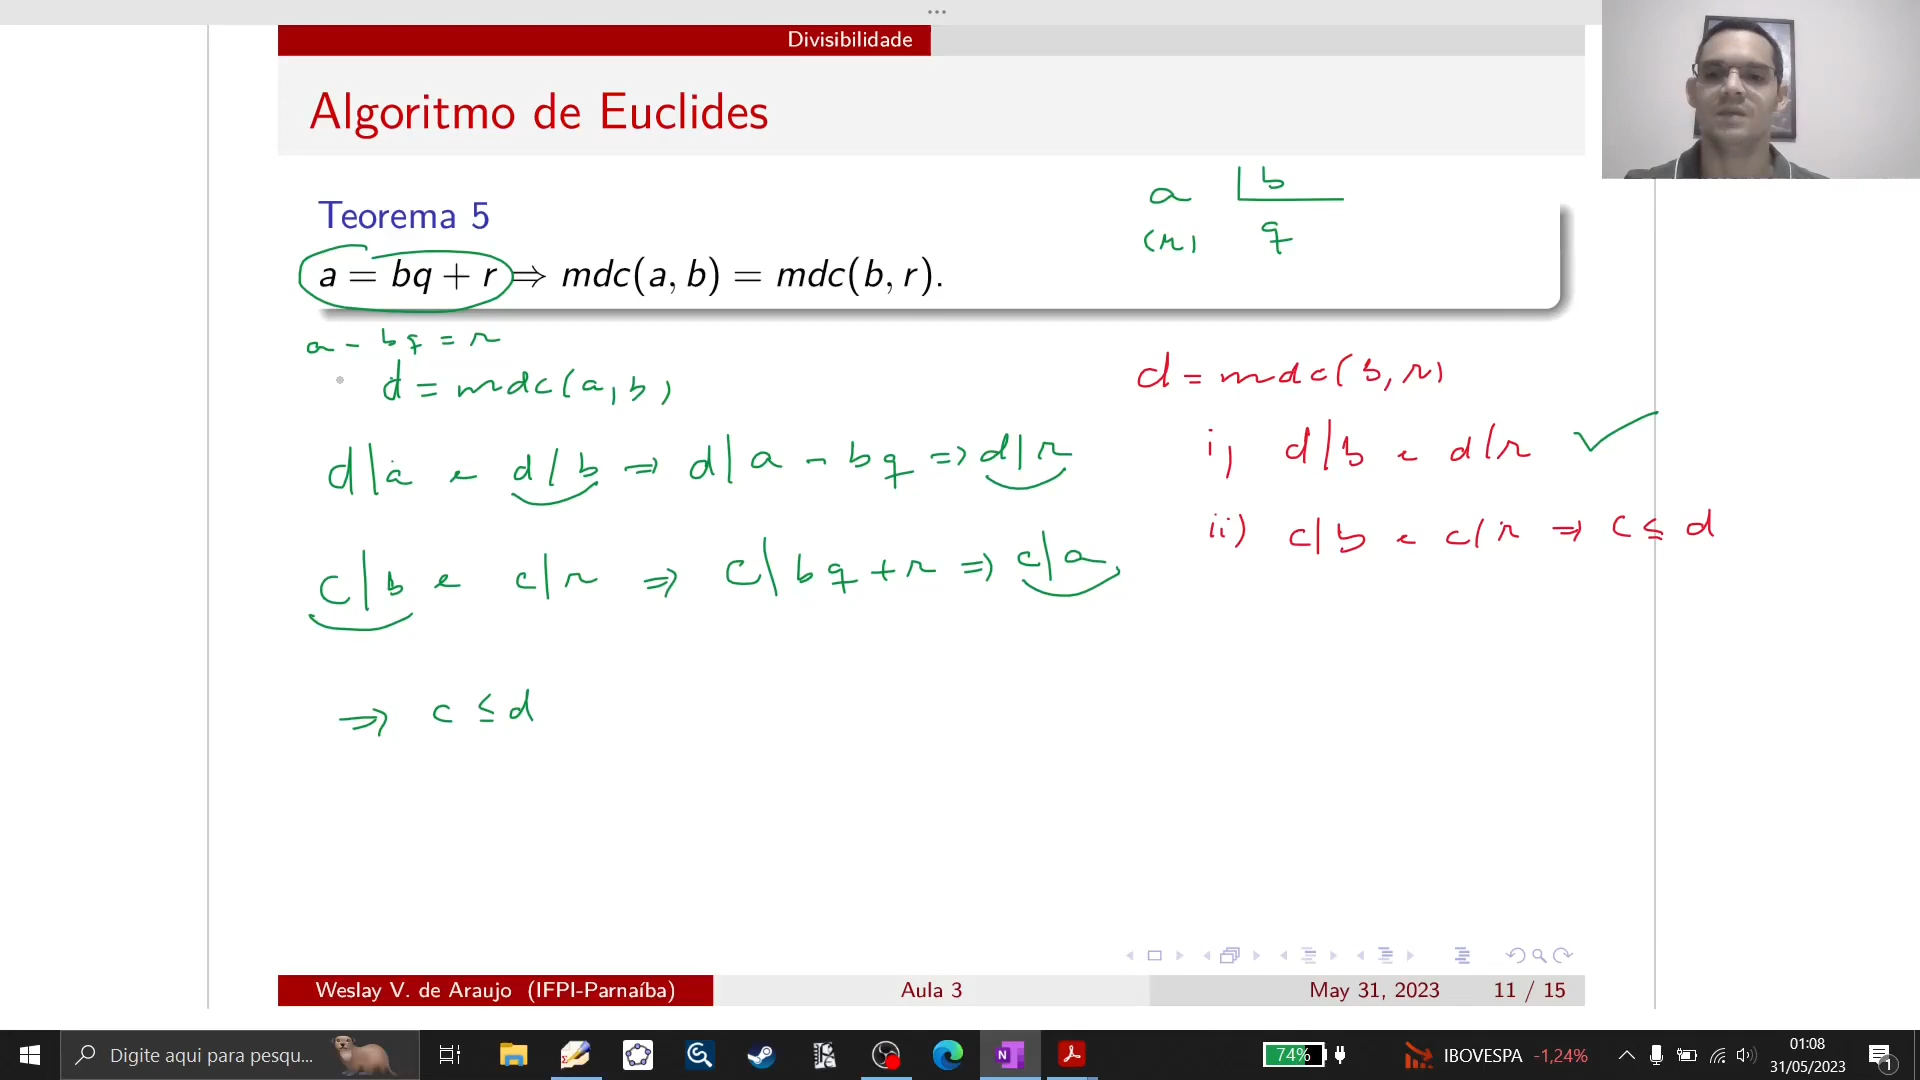 Divisibilidade
Algoritmo de Euclides
a | b
(r) q
Teorema 5
a = bq + r ⇒ mdc(a, b) = mdc(b, r).
a - bq = r
d = mdc(a, b)
d = mdc(b, r)
d|a e d|b ⇒ d|a - bq ⇒ d|r
i) d|b e d|r ✓
c|b e c|r ⇒ c|bq + r ⇒ c|a
ii) c|b e c|r ⇒ c ≤ d
⇒ c ≤ d
Weslay V. de Araujo (IFPI-Parnaíba) Aula 3 May 31, 2023 11 / 15
Digite aqui para pesqu... 74% IBOVESPA -1,24% 01:08
31/05/2023 1